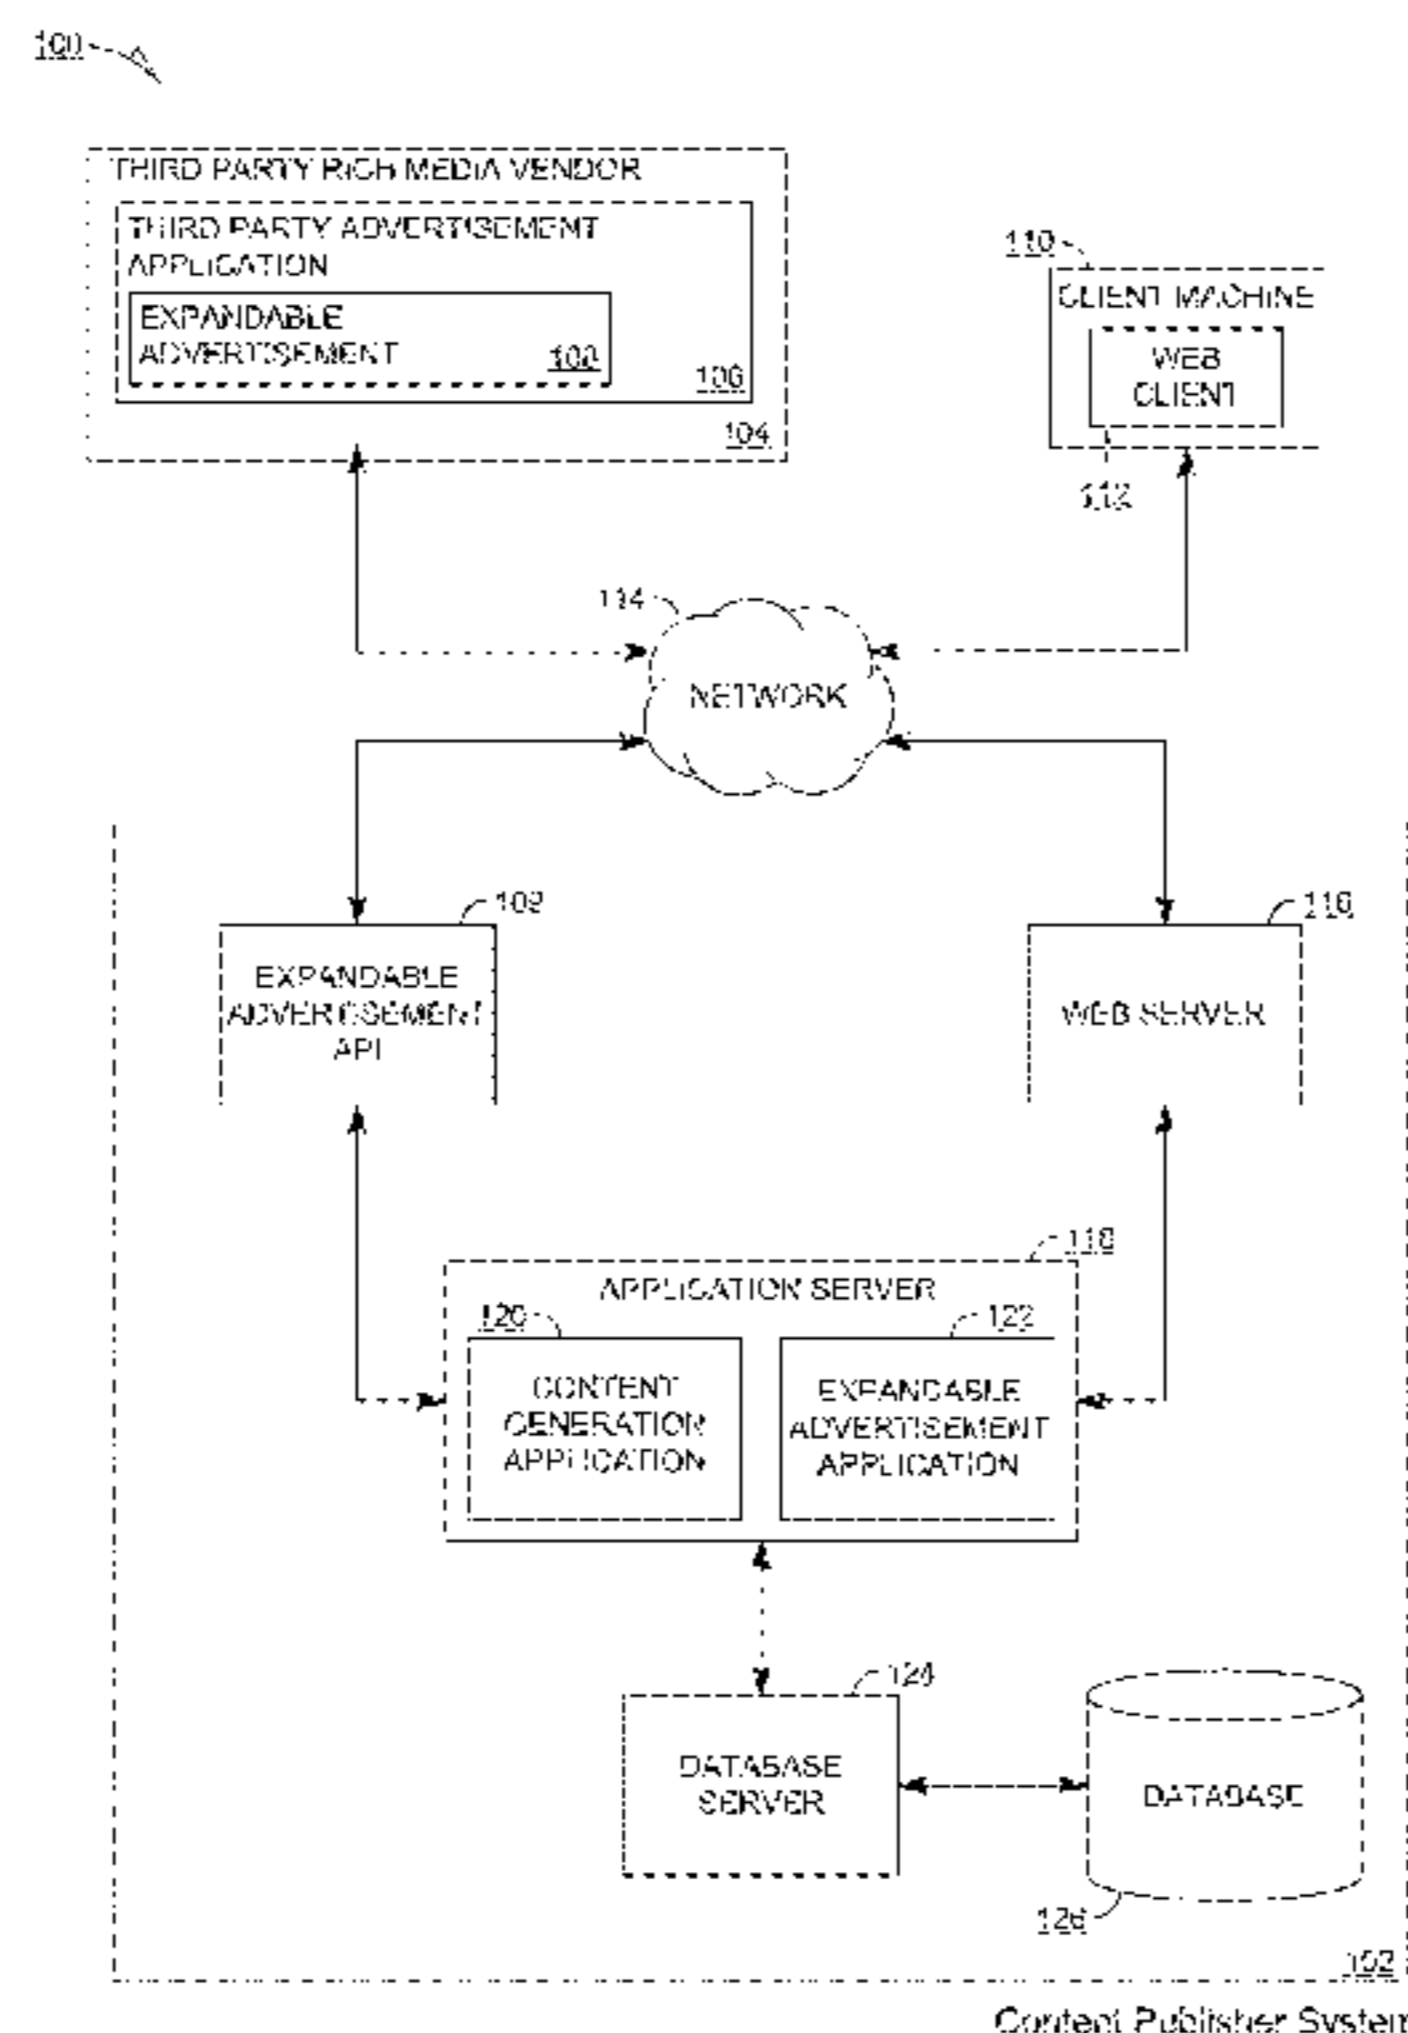 100
THIRD PARTY RICH MEDIA VENDOR
THIRD PARTY ADVERTISEMENT
APPLICATION
EXPANDABLE
ADVERTISEMENT
106
104
110
CLIENT MACHINE
WEB
CLIENT
112
114
NETWORK
EXPANDABLE
ADVERTISEMENT
API
116
WEB SERVER
118
APPLICATION SERVER
120
122
CONTENT
GENERATION
APPLICATION
EXPANDABLE
ADVERTISEMENT
APPLICATION
124
DATABASE
SERVER
DATABASE
126
102
Content Publisher System